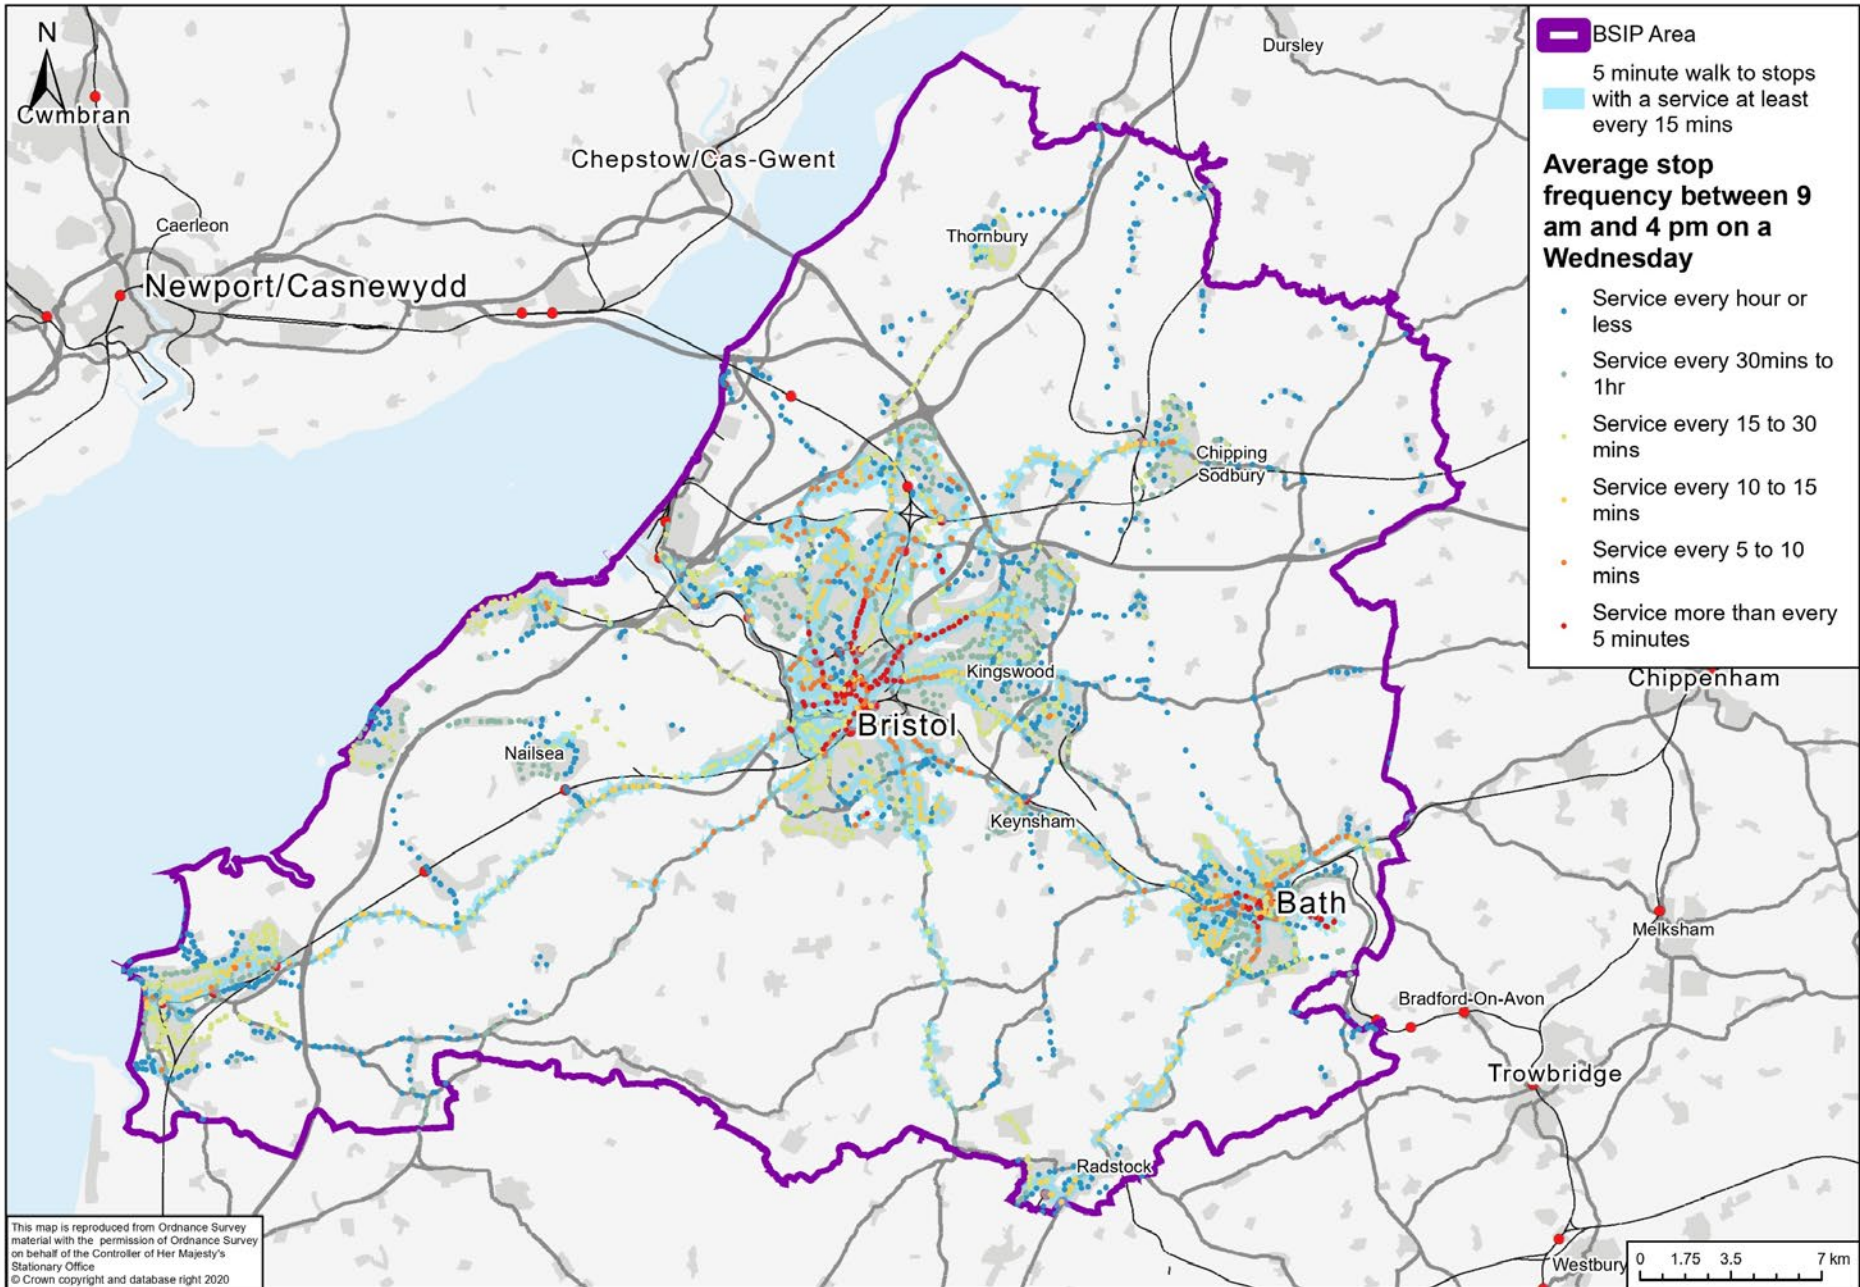 N
Cwmbran
Caerleon
Newport/Casnewydd
Chepstow/Cas-Gwent
Dursley
Thornbury
Chipping
Sodbury
Kingswood
Bristol
Nailsea
Keynsham
Bath
Chippenham
Melksham
Bradford-On-Avon
Trowbridge
Radstock
Westbury
BSIP Area
5 minute walk to stops
with a service at least
every 15 mins
Average stop
frequency between 9
am and 4 pm on a
Wednesday
Service every hour or
less
Service every 30mins to
1hr
Service every 15 to 30
mins
Service every 10 to 15
mins
Service every 5 to 10
mins
Service more than every
5 minutes
This map is reproduced from Ordnance Survey
material with the permission of Ordnance Survey
on behalf of the Controller of Her Majesty's
Stationary Office
© Crown copyright and database right 2020
0 1.75 3.5 7 km